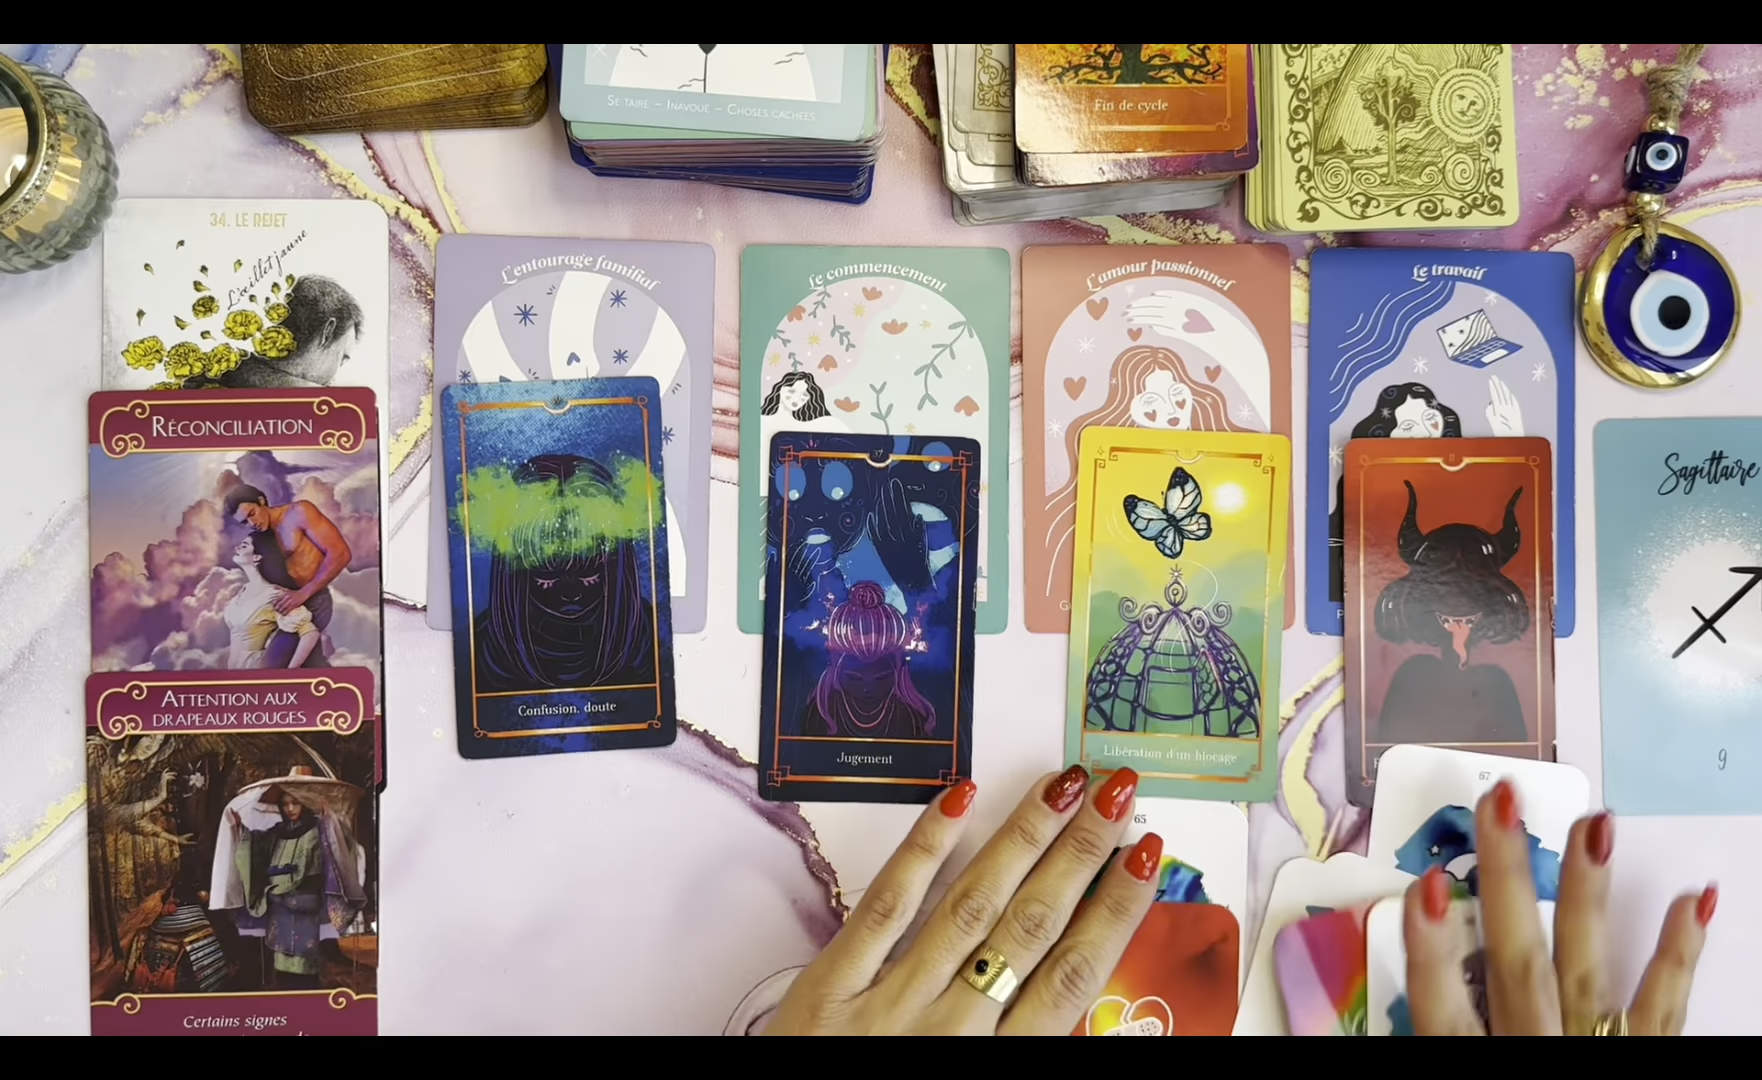 SE TAIRE – INAVOUÉ – CHOSES CACHÉES
Fin de cycle
34. LE REJET
L'œillet jaune
L'entourage familial
Le commencement
L'amour passionnel
Le travail
RÉCONCILIATION
Sagittaire
37
8
ATTENTION AUX
DRAPEAUX ROUGES
Confusion, doute
Jugement
Libération d'un blocage
67
9
65
Certains signes